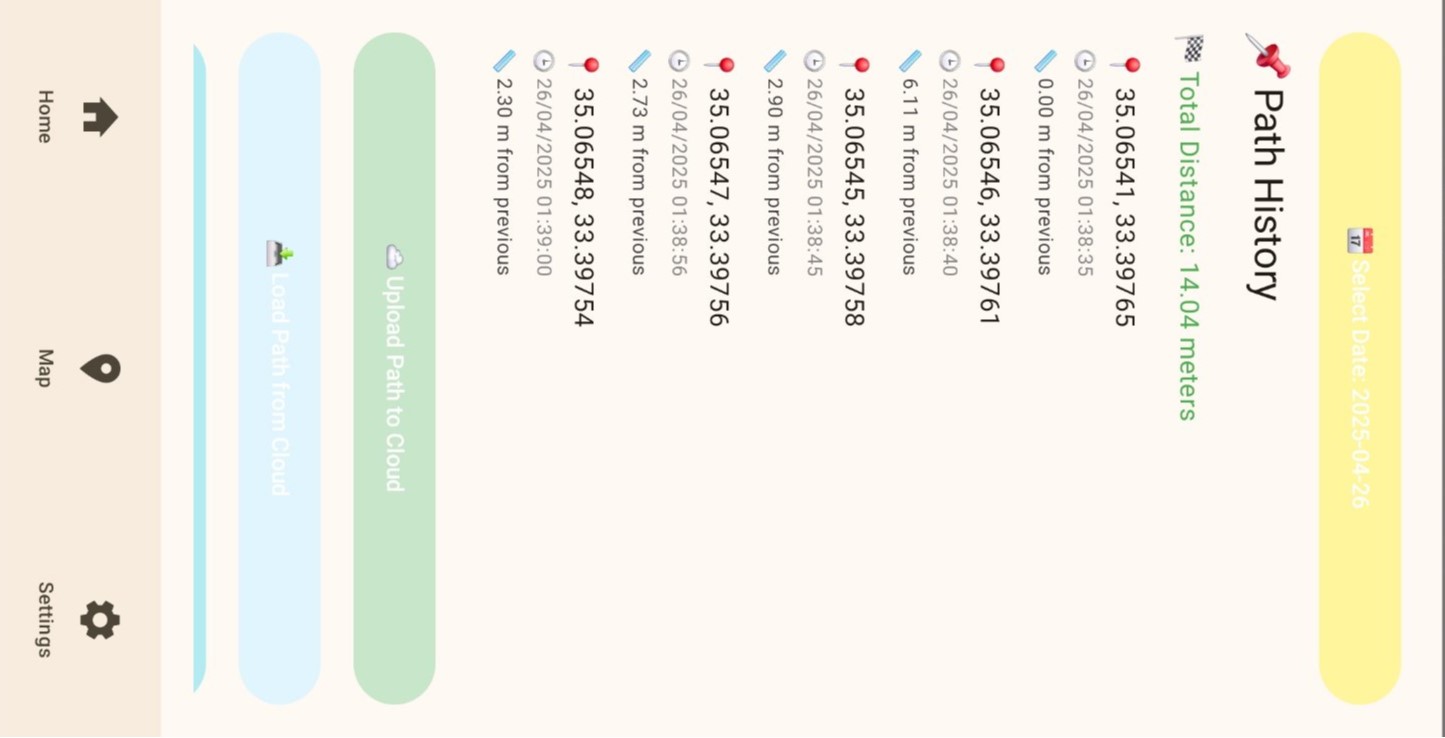 Select Date: 2025-04-26
Path History
Total Distance: 14.04 meters
35.06541, 33.39765
26/04/2025 01:38:35
0.00 m from previous
35.06546, 33.39761
26/04/2025 01:38:40
6.11 m from previous
35.06545, 33.39758
26/04/2025 01:38:45
2.90 m from previous
35.06547, 33.39756
26/04/2025 01:38:56
2.73 m from previous
35.06548, 33.39754
26/04/2025 01:39:00
2.30 m from previous
Upload Path to Cloud
Load Path from Cloud
Home Map Settings